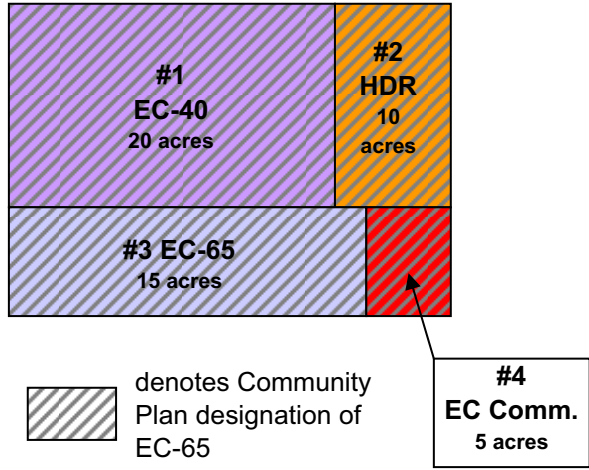 #1
EC-40
20 acres
#2
HDR
10
acres
#3 EC-65
15 acres
denotes Community
Plan designation of
EC-65
#4
EC Comm.
5 acres